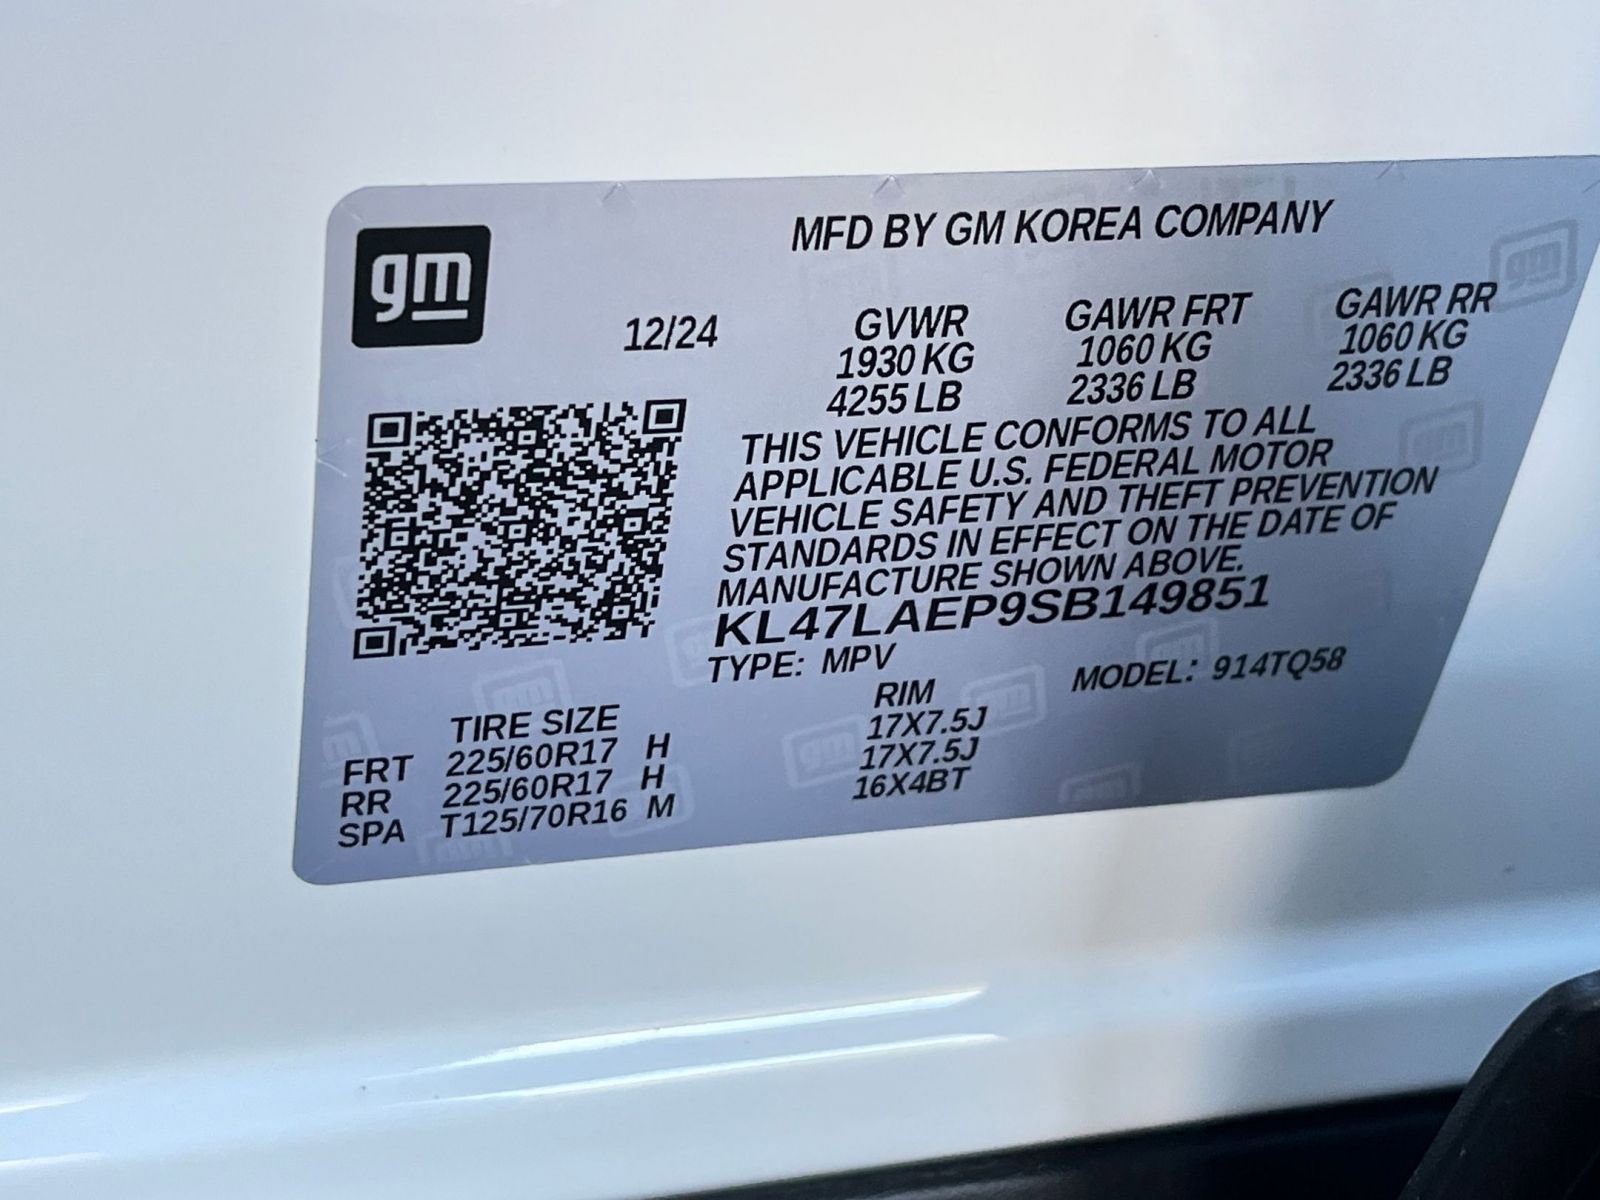 gm
MFD BY GM KOREA COMPANY
12/24
GVWR GAWR FRT GAWR RR
1930 KG 1060 KG 1060 KG
4255 LB 2336 LB 2336 LB
THIS VEHICLE CONFORMS TO ALL
APPLICABLE U.S. FEDERAL MOTOR
VEHICLE SAFETY AND THEFT PREVENTION
STANDARDS IN EFFECT ON THE DATE OF
MANUFACTURE SHOWN ABOVE.
KL47LAEP9SB149851
TYPE: MPV MODEL: 914TQ58
TIRE SIZE RIM
FRT 225/60R17 H 17X7.5J
RR 225/60R17 H 17X7.5J
SPA T125/70R16 M 16X4BT